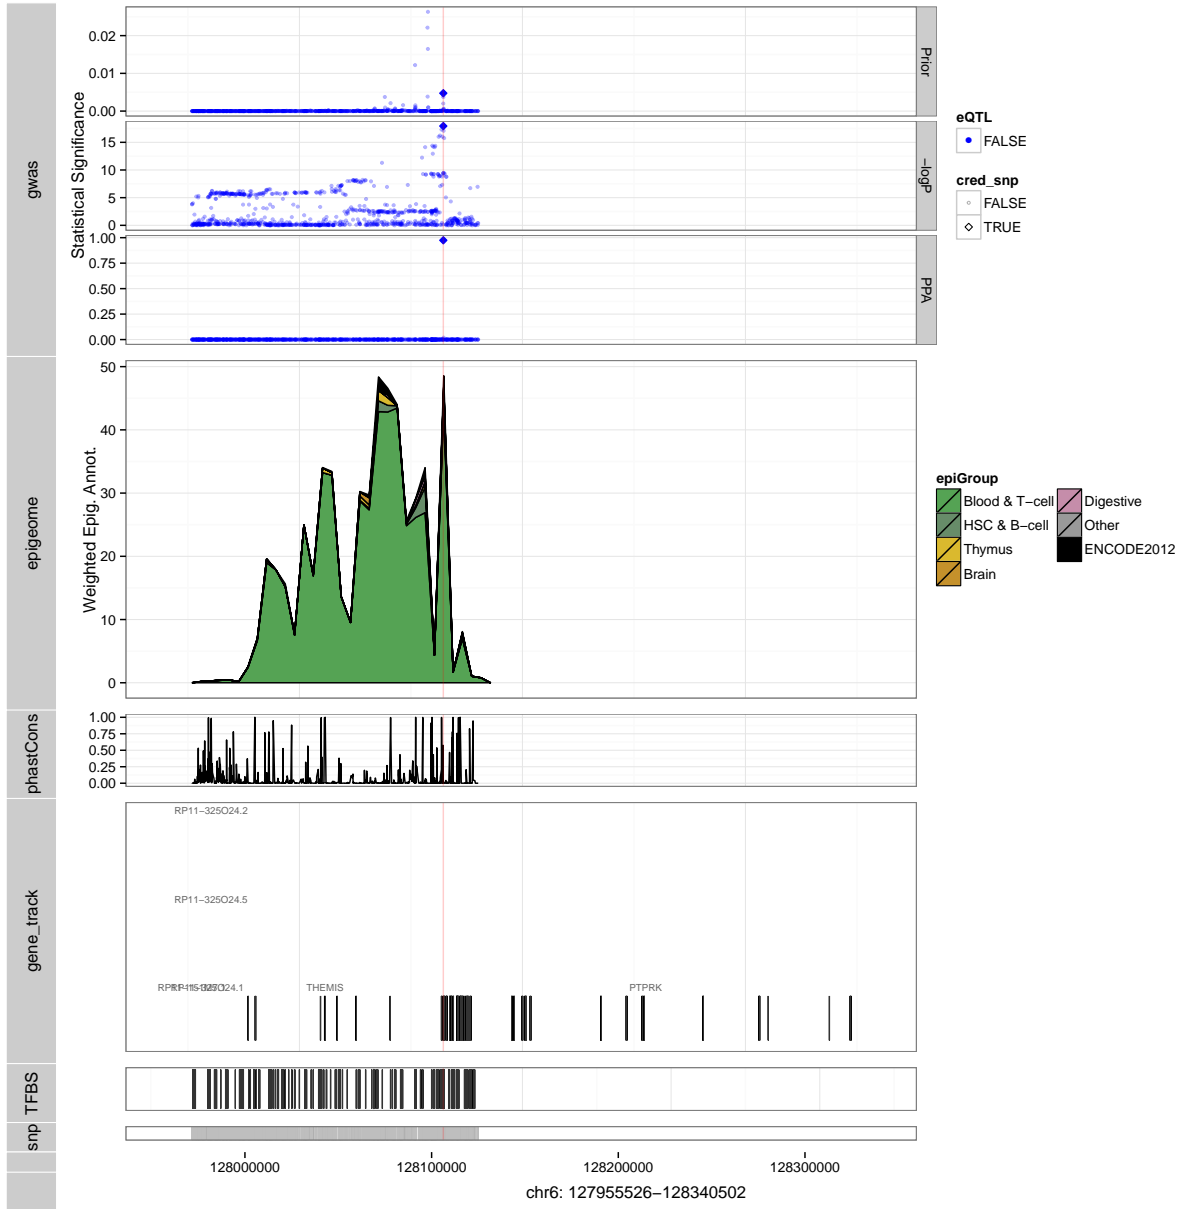 gwas
Statistical Significance
0.02
0.01
0.00
Prior
15
10
5
0
−logP
1.00
0.75
0.50
0.25
0.00
PPA
eQTL
FALSE
cred_snp
FALSE
TRUE
epigeome
Weighted Epig. Annot.
50
40
30
20
10
0
epiGroup
Blood & T−cell
HSC & B−cell
Thymus
Brain
Digestive
Other
ENCODE2012
phastCons
1.00
0.75
0.50
0.25
0.00
gene_track
RP11−325O24.2
RP11−325O24.5
THEMIS
PTPRK
TFBS
snp
128000000 128100000 128200000 128300000
chr6: 127955526−128340502